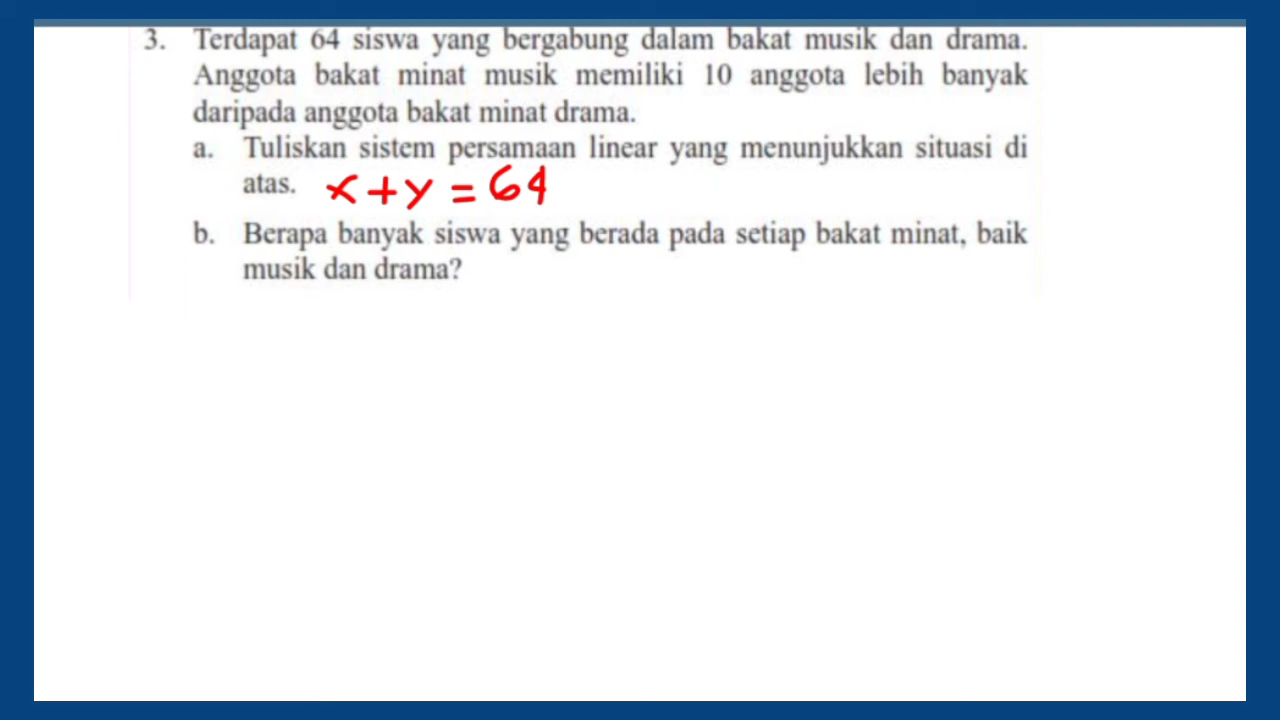 3. Terdapat 64 siswa yang bergabung dalam bakat musik dan drama.
Anggota bakat minat musik memiliki 10 anggota lebih banyak
daripada anggota bakat minat drama.
a. Tuliskan sistem persamaan linear yang menunjukkan situasi di
atas. x + y = 64
b. Berapa banyak siswa yang berada pada setiap bakat minat, baik
musik dan drama?